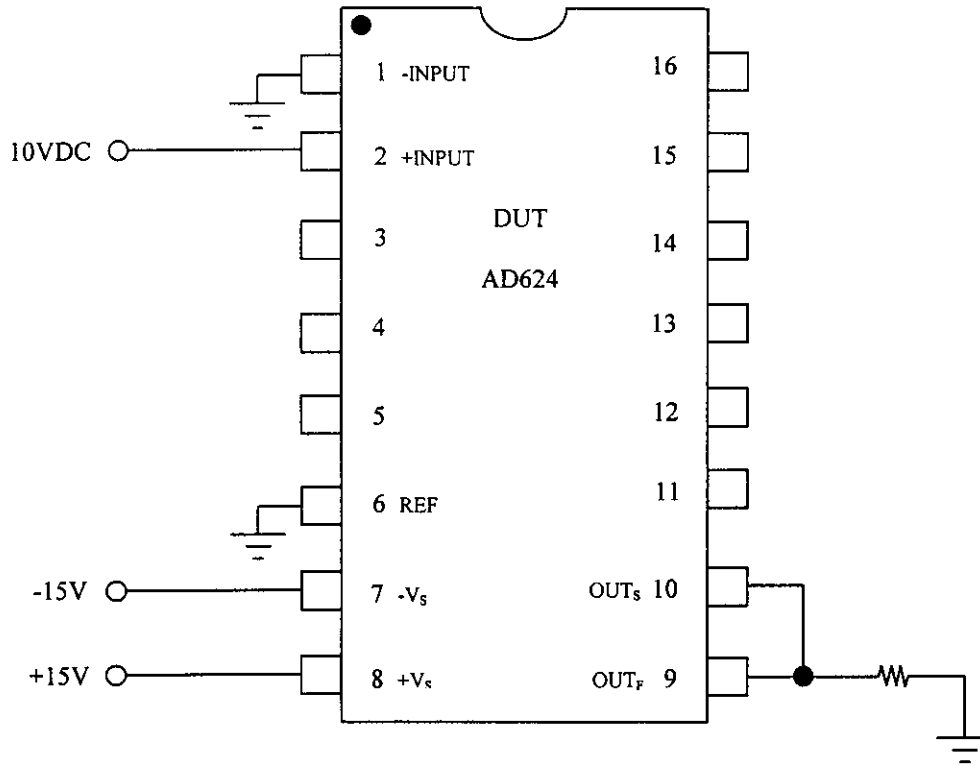 1 -INPUT
16
10VDC
2 +INPUT
15
DUT
3
14
AD624
4
13
5
12
6 REF
11
-15V
7 -Vs
OUTs 10
+15V
8 +Vs
OUTF 9